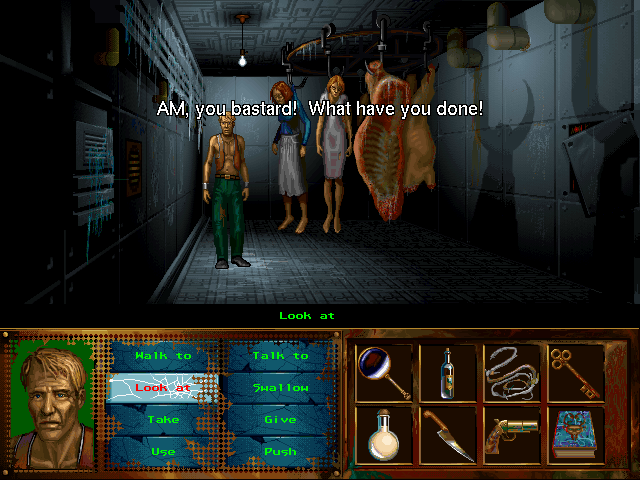 AM, you bastard!  What have you done!
Look at
Walk to
Talk to
Look at
Swallow
Take
Give
Use
Push